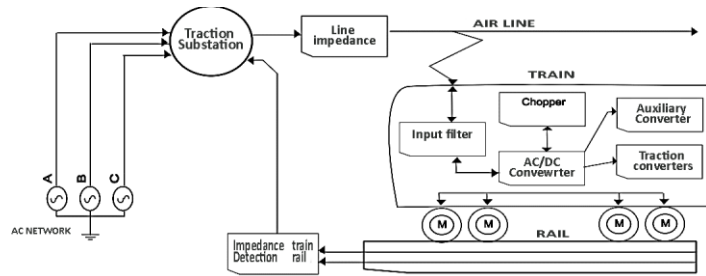 Traction
Substation
Line
impedance
AIR LINE
TRAIN
Chopper
Auxiliary
Converter
Input filter
AC/DC
Convewrter
Traction
converters
A
B
C
M
M
M
M
AC NETWORK
Impedance train
Detection rail
RAIL